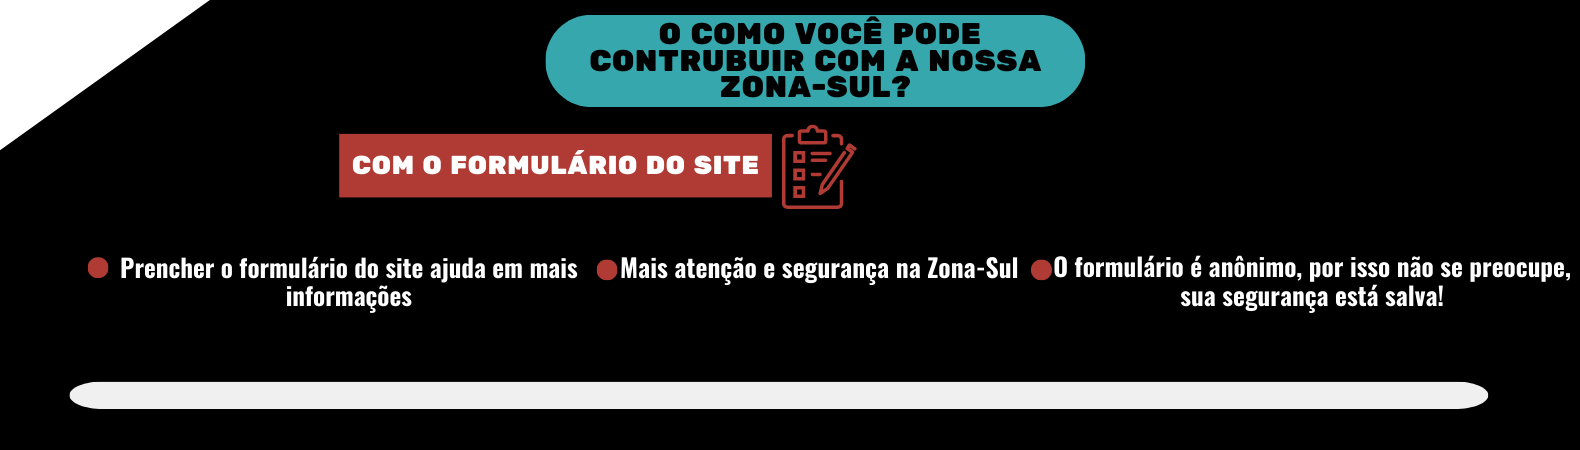 O COMO VOCÊ PODE
CONTRUBUIR COM A NOSSA
ZONA-SUL?
COM O FORMULÁRIO DO SITE
Prencher o formulário do site ajuda em mais
informações
Mais atenção e segurança na Zona-Sul
O formulário é anônimo, por isso não se preocupe,
sua segurança está salva!